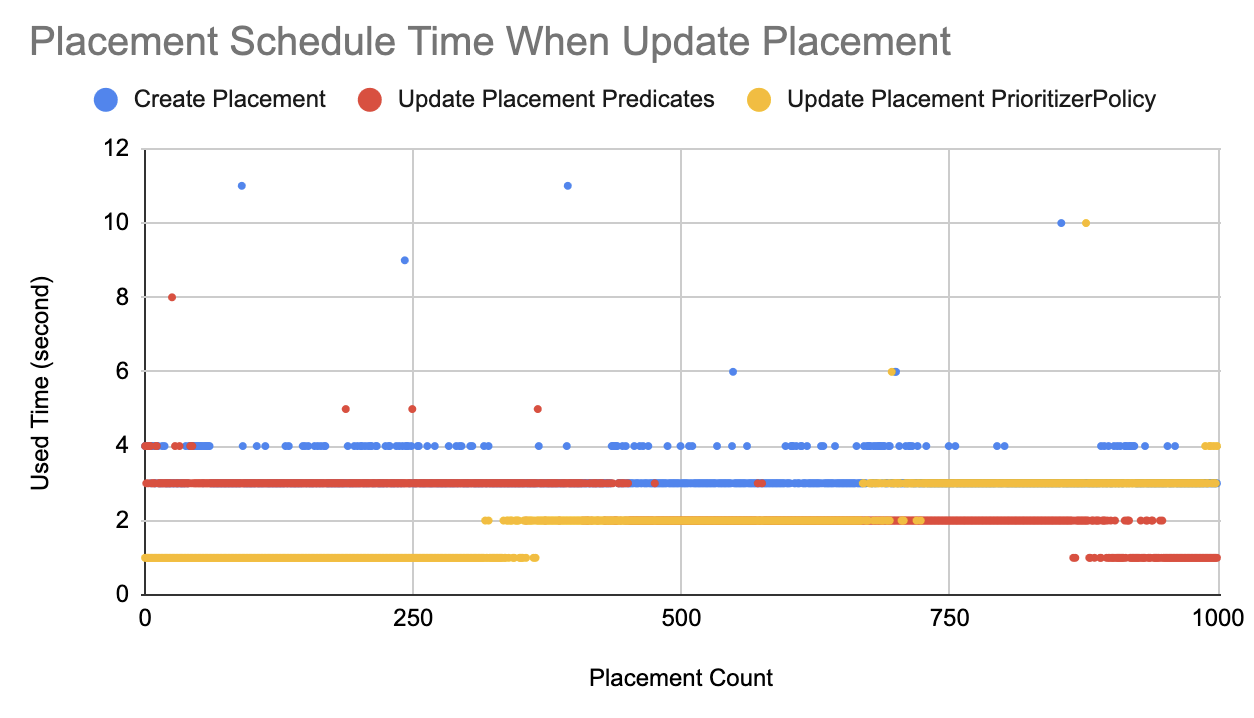 Placement Schedule Time When Update Placement
Create Placement Update Placement Predicates Update Placement PrioritizerPolicy
12
10
8
6
4
2
0
Used Time (second)
0 250 500 750 1000
Placement Count